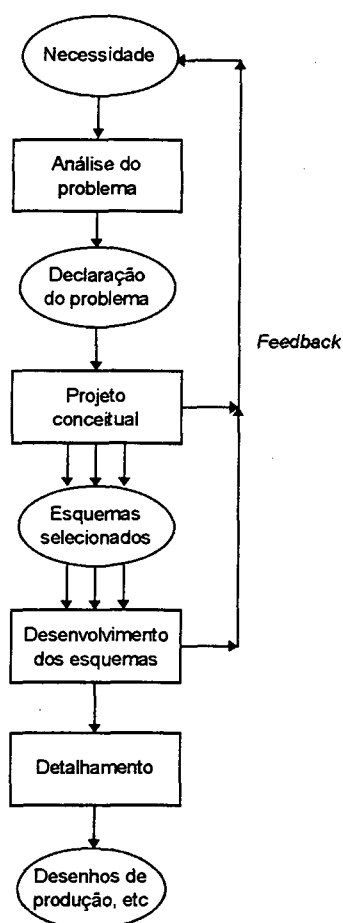 Necessidade
Análise do
problema
Declaração
do problema
Feedback
Projeto
conceitual
Esquemas
selecionados
Desenvolvimento
dos esquemas
Detalhamento
Desenhos de
produção, etc